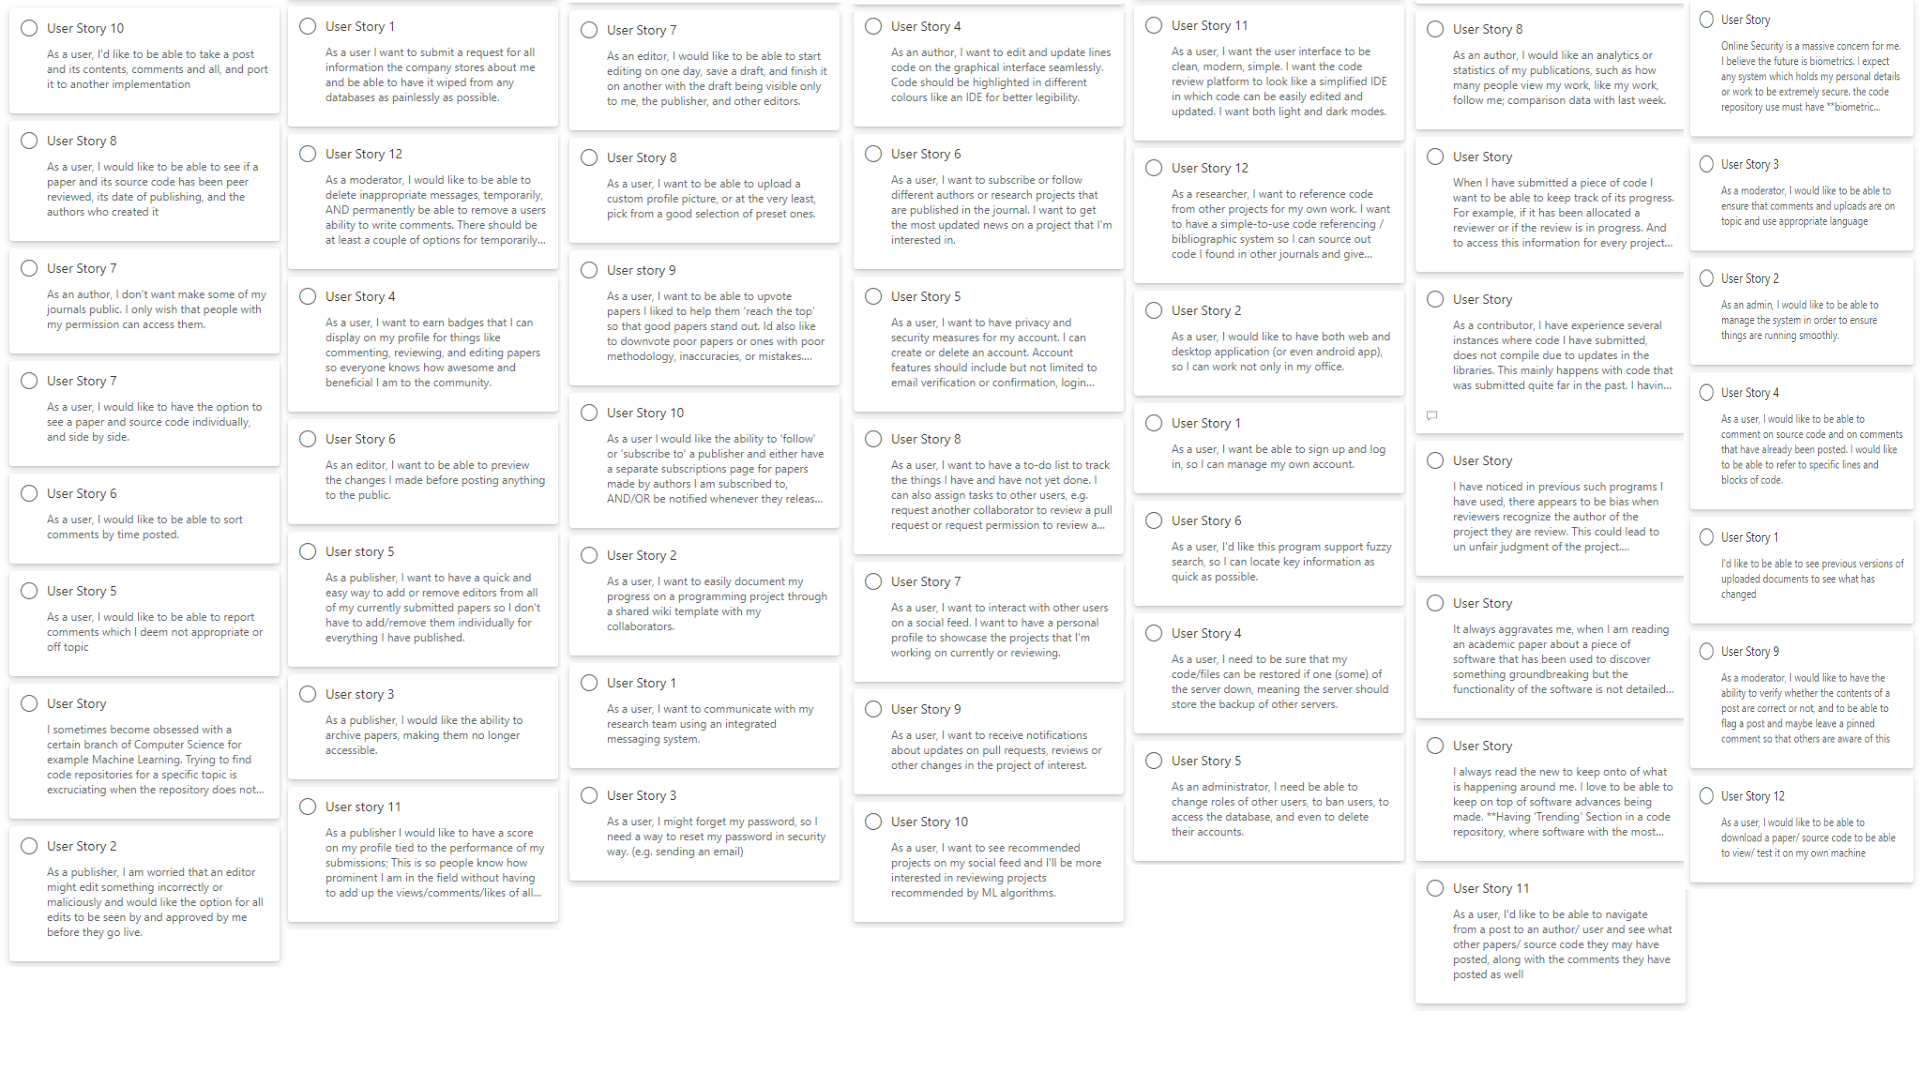 User Story 10
As a user, I'd like to be able to take a post
and its contents, comments and all, and port
it to another implementation
User Story 8
As a user, I would like to be able to see if a
paper and its source code has been peer
reviewed, its date of publishing, and the
authors who created it
User Story 7
As an author, I don't want make some of my
journals public. I only wish that people with
my permission can access them.
User Story 7
As a user, I would like to have the option to
see a paper and source code individually,
and side by side.
User Story 6
As a user, I would like to be able to sort
comments by time posted.
User Story 5
As a user, I would like to be able to report
comments which I deem not appropriate or
off topic
User Story
I sometimes become obsessed with a
certain branch of Computer Science for
example Machine Learning. Trying to find
code repositories for a specific topic is
excruciating when the repository does not...
User Story 2
As a publisher, I am worried that an editor
might edit something incorrectly or
maliciously and would like the option for all
edits to be seen by and approved by me
before they go live.
User Story 1
As a user I want to submit a request for all
information the company stores about me
and be able to have it wiped from any
databases as painlessly as possible.
User Story 12
As a moderator, I would like to be able to
delete inappropriate messages, temporarily,
AND permanently be able to remove a users
ability to write comments. There should be
at least a couple of options for temporarily...
User Story 4
As a user, I want to earn badges that I can
display on my profile for things like
commenting, reviewing, and editing papers
so everyone knows how awesome and
beneficial I am to the community.
User Story 6
As an editor, I want to be able to preview
the changes I made before posting anything
to the public.
User story 5
As a publisher, I want to have a quick and
easy way to add or remove editors from all
of my currently submitted papers so I don't
have to add/remove them individually for
everything I have published.
User story 3
As a publisher, I would like the ability to
archive papers, making them no longer
accessible.
User story 11
As a publisher I would like to have a score
on my profile tied to the performance of my
submissions; This is so people know how
prominent I am in the field without having
to add up the views/comments/likes of all...
User Story 7
As an editor, I would like to be able to start
editing on one day, save a draft, and finish it
on another with the draft being visible only
to me, the publisher, and other editors.
User Story 8
As a user, I want to be able to upload a
custom profile picture, or at the very least,
pick from a good selection of preset ones.
User story 9
As a user, I want to be able to upvote
papers I liked to help them 'reach the top'
so that good papers stand out. Id also like
to downvote poor papers or ones with poor
methodology, inaccuracies, or mistakes....
User Story 10
As a user I would like the ability to 'follow'
or 'subscribe to' a publisher and either have
a separate subscriptions page for papers
made by authors I am subscribed to,
AND/OR be notified whenever they releas...
User Story 2
As a user, I want to easily document my
progress on a programming project through
a shared wiki template with my
collaborators.
User Story 1
As a user, I want to communicate with my
research team using an integrated
messaging system.
User Story 3
As a user, I might forget my password, so I
need a way to reset my password in security
way. (e.g. sending an email)
User Story 4
As an author, I want to edit and update lines
code on the graphical interface seamlessly.
Code should be highlighted in different
colours like an IDE for better legibility.
User Story 6
As a user, I want to subscribe or follow
different authors or research projects that
are published in the journal. I want to get
the most updated news on a project that I'm
interested in.
User Story 5
As a user, I want to have privacy and
security measures for my account. I can
create or delete an account. Account
features should include but not limited to
email verification or confirmation, login...
User Story 8
As a user, I want to have a to-do list to track
the things I have and have not yet done. I
can also assign tasks to other users, e.g.
request another collaborator to review a pull
request or request permission to review a...
User Story 7
As a user, I want to interact with other users
on a social feed. I want to have a personal
profile to showcase the projects that I'm
working on currently or reviewing.
User Story 9
As a user, I want to receive notifications
about updates on pull requests, reviews or
other changes in the project of interest.
User Story 10
As a user, I want to see recommended
projects on my social feed and I'll be more
interested in reviewing projects
recommended by ML algorithms.
User Story 11
As a user, I want the user interface to be
clean, modern, simple. I want the code
review platform to look like a simplified IDE
in which code can be easily edited and
updated. I want both light and dark modes.
User Story 12
As a researcher, I want to reference code
from other projects for my own work. I want
to have a simple-to-use code referencing /
bibliographic system so I can source out
code I found in other journals and give...
User Story 2
As a user, I would like to have both web and
desktop application (or even android app),
so I can work not only in my office.
User Story 1
As a user, I want be able to sign up and log
in, so I can manage my own account.
User Story 6
As a user, I'd like this program support fuzzy
search, so I can locate key information as
quick as possible.
User Story 4
As a user, I need to be sure that my
code/files can be restored if one (some) of
the server down, meaning the server should
store the backup of other servers.
User Story 5
As an administrator, I need be able to
change roles of other users, to ban users, to
access the database, and even to delete
their accounts.
User Story 8
As an author, I would like an analytics or
statistics of my publications, such as how
many people view my work, like my work,
follow me; comparison data with last week.
User Story
When I have submitted a piece of code I
want to be able to keep track of its progress.
For example, if it has been allocated a
reviewer or if the review is in progress. And
to access this information for every project...
User Story
As a contributor, I have experience several
instances where code I have submitted,
does not compile due to updates in the
libraries. This mainly happens with code that
was submitted quite far in the past. I havin...
User Story
I have noticed in previous such programs I
have used, there appears to be bias when
reviewers recognize the author of the
project they are review. This could lead to
un unfair judgment of the project....
User Story
It always aggravates me, when I am reading
an academic paper about a piece of
software that has been used to discover
something groundbreaking but the
functionality of the software is not detailed...
User Story
I always read the new to keep onto of what
is happening around me. I love to be able to
keep on top of software advances being
made. **Having 'Trending' Section in a code
repository, where software with the most...
User Story 11
As a user, I'd like to be able to navigate
from a post to an author/ user and see what
other papers/ source code they may have
posted, along with the comments they have
posted as well
User Story
Online Security is a massive concern for me.
I believe the future is biometrics. I expect
any system which holds my personal details
or work to be extremely secure. the code
repository use must have **biometric...
User Story 3
As a moderator, I would like to be able to
ensure that comments and uploads are on
topic and use appropriate language
User Story 2
As an admin, I would like to be able to
manage the system in order to ensure
things are running smoothly.
User Story 4
As a user, I would like to be able to
comment on source code and on comments
that have already been posted. I would like
to be able to refer to specific lines and
blocks of code.
User Story 1
I'd like to be able to see previous versions of
uploaded documents to see what has
changed
User Story 9
As a moderator, I would like to have the
ability to verify whether the contents of a
post are correct or not, and to be able to
flag a post and maybe leave a pinned
comment so that others are aware of this
User Story 12
As a user, I would like to be able to
download a paper/ source code to be able
to view/ test it on my own machine